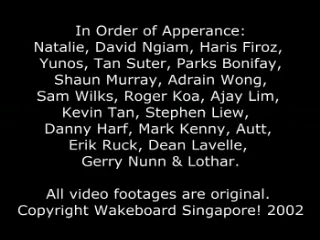 In Order of Apperance:
Natalie, David Ngiam, Haris Firoz,
Yunos, Tan Suter, Parks Bonifay,
Shaun Murray, Adrain Wong,
Sam Wilks, Roger Koa, Ajay Lim,
Kevin Tan, Stephen Liew,
Danny Harf, Mark Kenny, Autt,
Erik Ruck, Dean Lavelle,
Gerry Nunn & Lothar.
All video footages are original.
Copyright Wakeboard Singapore! 2002